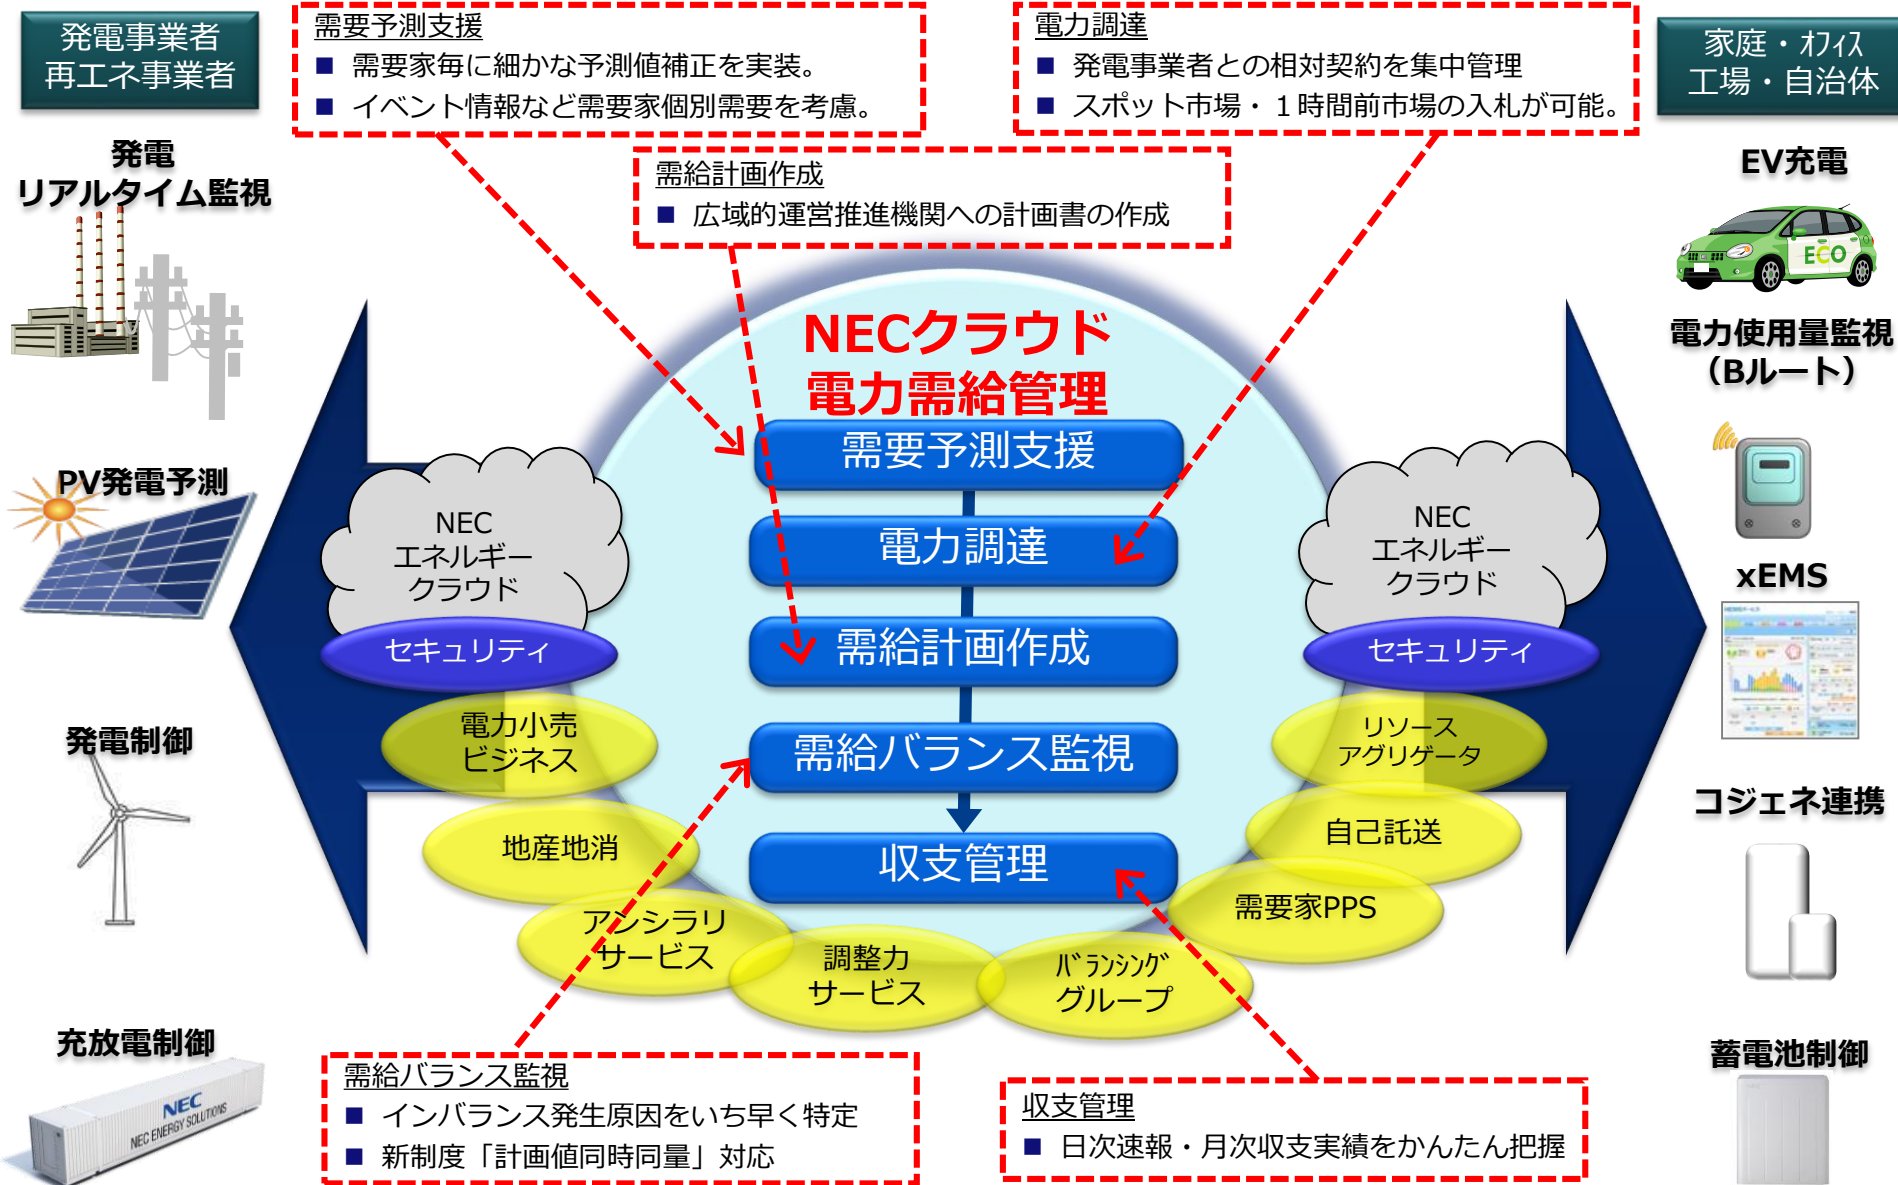 発電事業者
再エネ事業者
需要予測支援
■ 需要家毎に細かな予測値補正を実装。
■ イベント情報など需要家個別需要を考慮。
電力調達
■ 発電事業者との相対契約を集中管理
■ スポット市場・１時間前市場の入札が可能。
家庭・ｵﾌｨｽ
工場・自治体
需給計画作成
■ 広域的運営推進機関への計画書の作成
発電
リアルタイム監視
PV発電予測
発電制御
充放電制御
NEC
NEC ENERGY SOLUTIONS
NEC
エネルギー
クラウド
セキュリティ
NECクラウド
電力需給管理
需要予測支援
電力調達
需給計画作成
需給バランス監視
収支管理
NEC
エネルギー
クラウド
セキュリティ
電力小売
ビジネス
地産地消
アンシラリ
サービス
調整力
サービス
ﾊﾞﾗﾝｼﾝｸﾞ
グループ
需要家PPS
自己託送
リソース
アグリゲータ
EV充電
ECO
電力使用量監視
（Bルート）
xEMS
コジェネ連携
蓄電池制御
需給バランス監視
■ インバランス発生原因をいち早く特定
■ 新制度「計画値同時同量」対応
収支管理
■ 日次速報・月次収支実績をかんたん把握